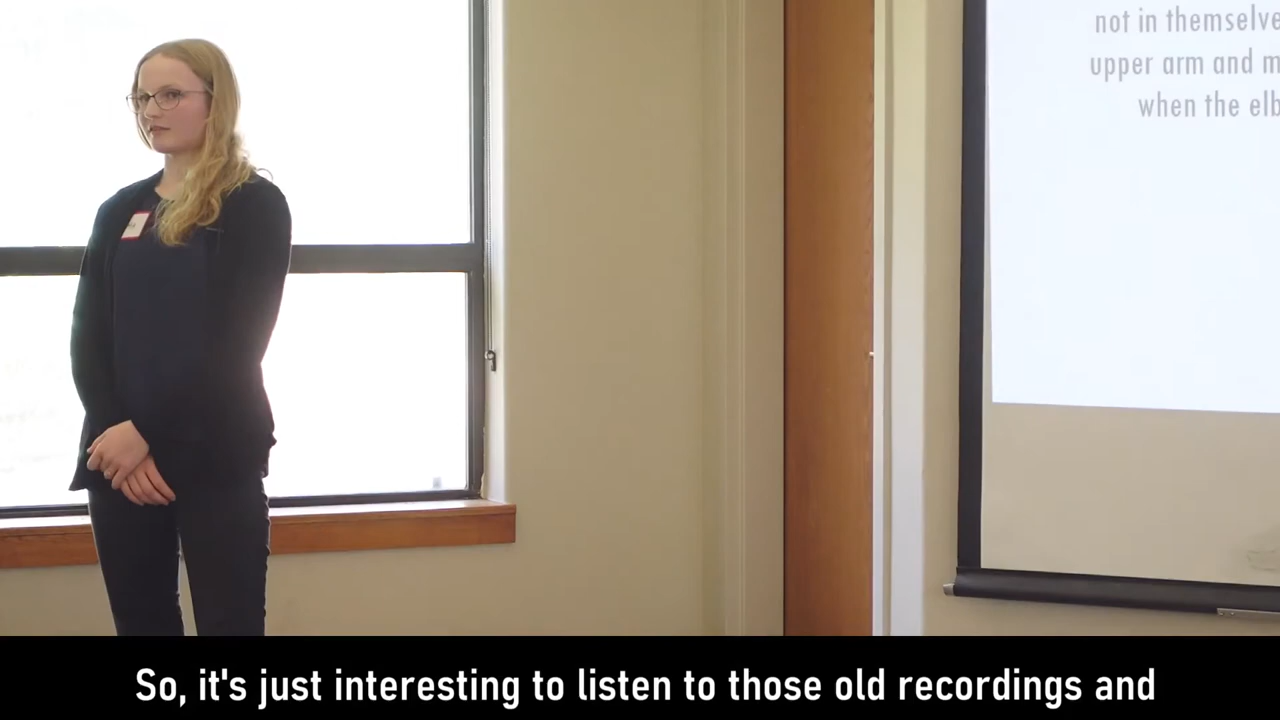 not in themselve
upper arm and m
when the elb
So, it's just interesting to listen to those old recordings and